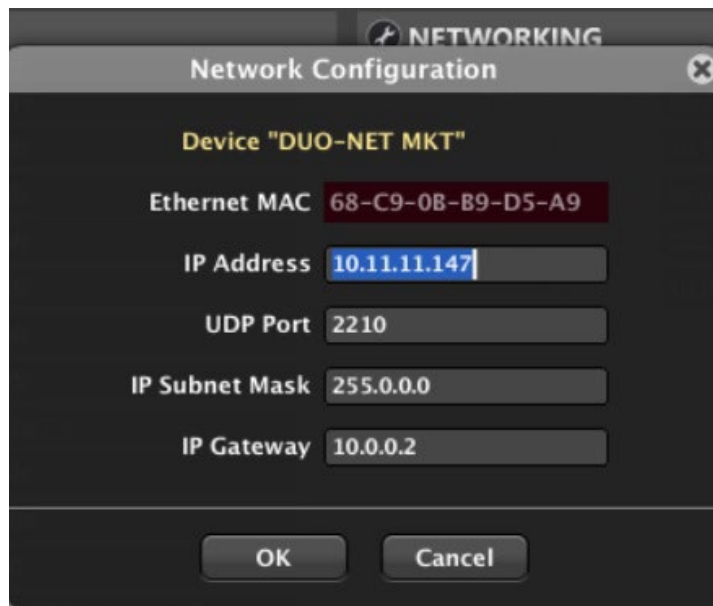 NETWORKING
Network Configuration
Device "DUO-NET MKT"
Ethernet MAC 68-C9-0B-B9-D5-A9
IP Address 10.11.11.147
UDP Port 2210
IP Subnet Mask 255.0.0.0
IP Gateway 10.0.0.2
OK Cancel